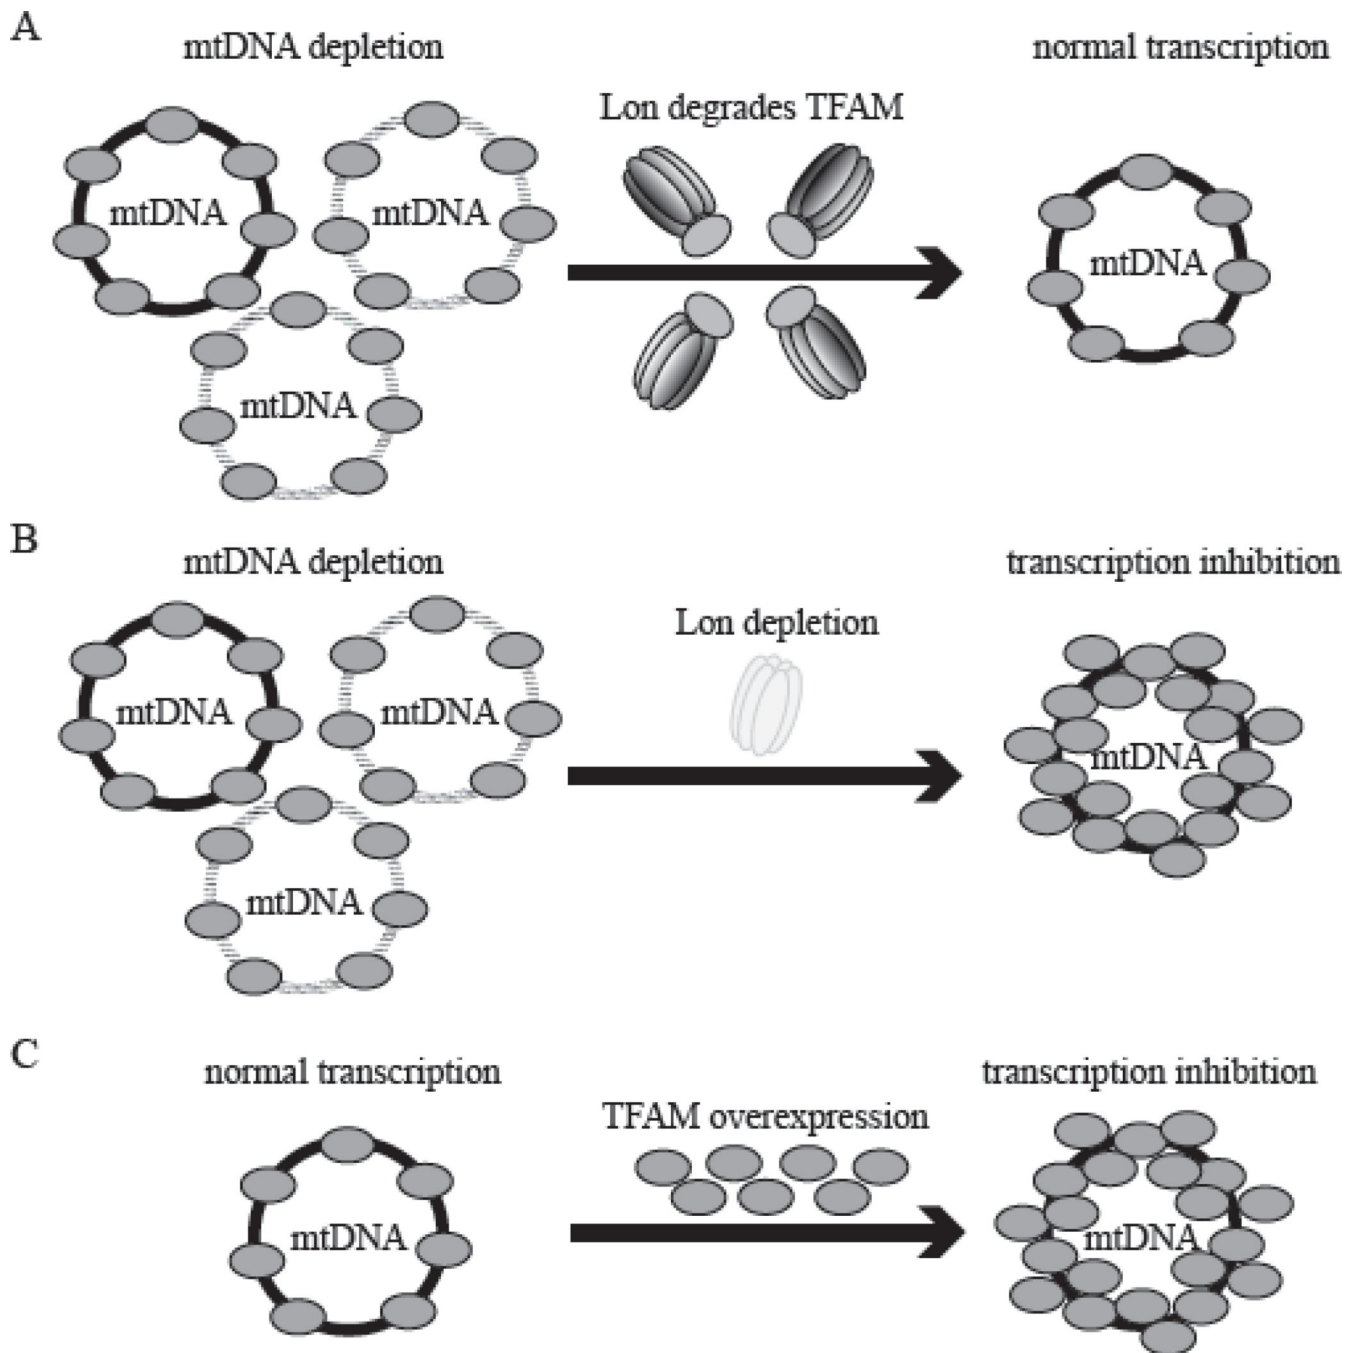 A
mtDNA depletion
normal transcription
Lon degrades TFAM
mtDNA
mtDNA
mtDNA
mtDNA
B
mtDNA depletion
transcription inhibition
Lon depletion
mtDNA
mtDNA
mtDNA
mtDNA
C
normal transcription
transcription inhibition
TFAM overexpression
mtDNA
mtDNA